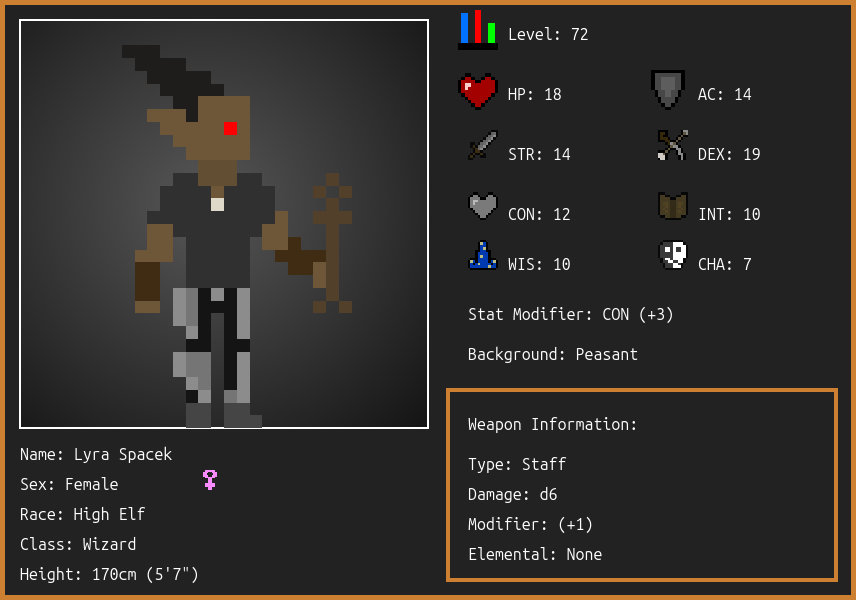 Level: 72
HP: 18
AC: 14
STR: 14
DEX: 19
CON: 12
INT: 10
WIS: 10
CHA: 7
Stat Modifier: CON (+3)
Background: Peasant
Weapon Information:
Type: Staff
Damage: d6
Modifier: (+1)
Elemental: None
Name: Lyra Spacek
Sex: Female
Race: High Elf
Class: Wizard
Height: 170cm (5'7")